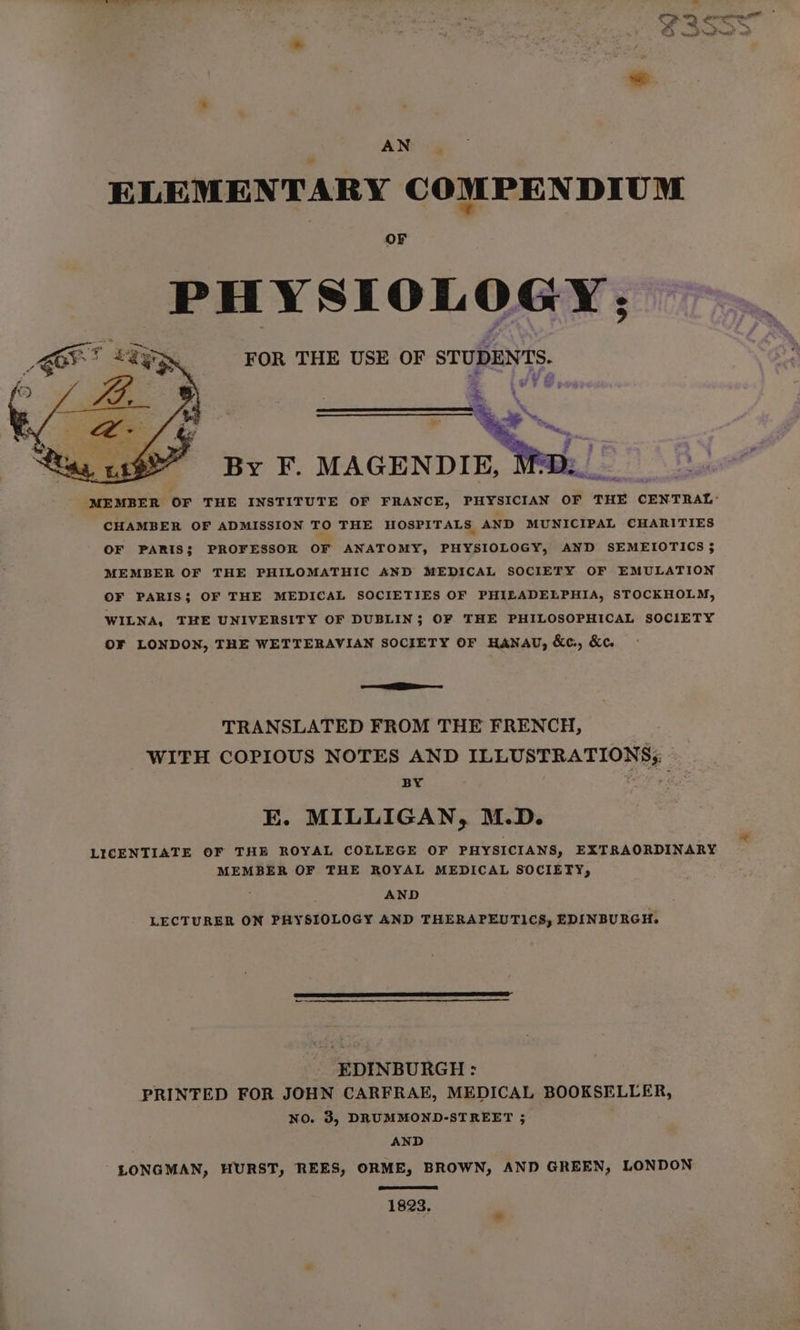 83555
AN
ELEMENTARY COMPENDIUM
OF
PHYSIOLOGY;
FOR THE USE OF STUDENTS.
By F. MAGENDIE, M.D.
MEMBER OF THE INSTITUTE OF FRANCE, PHYSICIAN OF THE CENTRAL
CHAMBER OF ADMISSION TO THE HOSPITALS AND MUNICIPAL CHARITIES
OF PARIS; PROFESSOR OF ANATOMY, PHYSIOLOGY, AND SEMEIOTICS;
MEMBER OF THE PHILOMATHIC AND MEDICAL SOCIETY OF EMULATION
OF PARIS; OF THE MEDICAL SOCIETIES OF PHILADELPHIA, STOCKHOLM,
WILNA, THE UNIVERSITY OF DUBLIN; OF THE PHILOSOPHICAL SOCIETY
OF LONDON, THE WETTERAVIAN SOCIETY OF HANAU, &c., &c.
TRANSLATED FROM THE FRENCH,
WITH COPIOUS NOTES AND ILLUSTRATIONS,
BY
E. MILLIGAN, M.D.
LICENTIATE OF THE ROYAL COLLEGE OF PHYSICIANS, EXTRAORDINARY
MEMBER OF THE ROYAL MEDICAL SOCIETY,
AND
LECTURER ON PHYSIOLOGY AND THERAPEUTICS, EDINBURGH.
EDINBURGH:
PRINTED FOR JOHN CARFRAE, MEDICAL BOOKSELLER,
NO. 3, DRUMMOND-STREET;
AND
LONGMAN, HURST, REES, ORME, BROWN, AND GREEN, LONDON
1823.